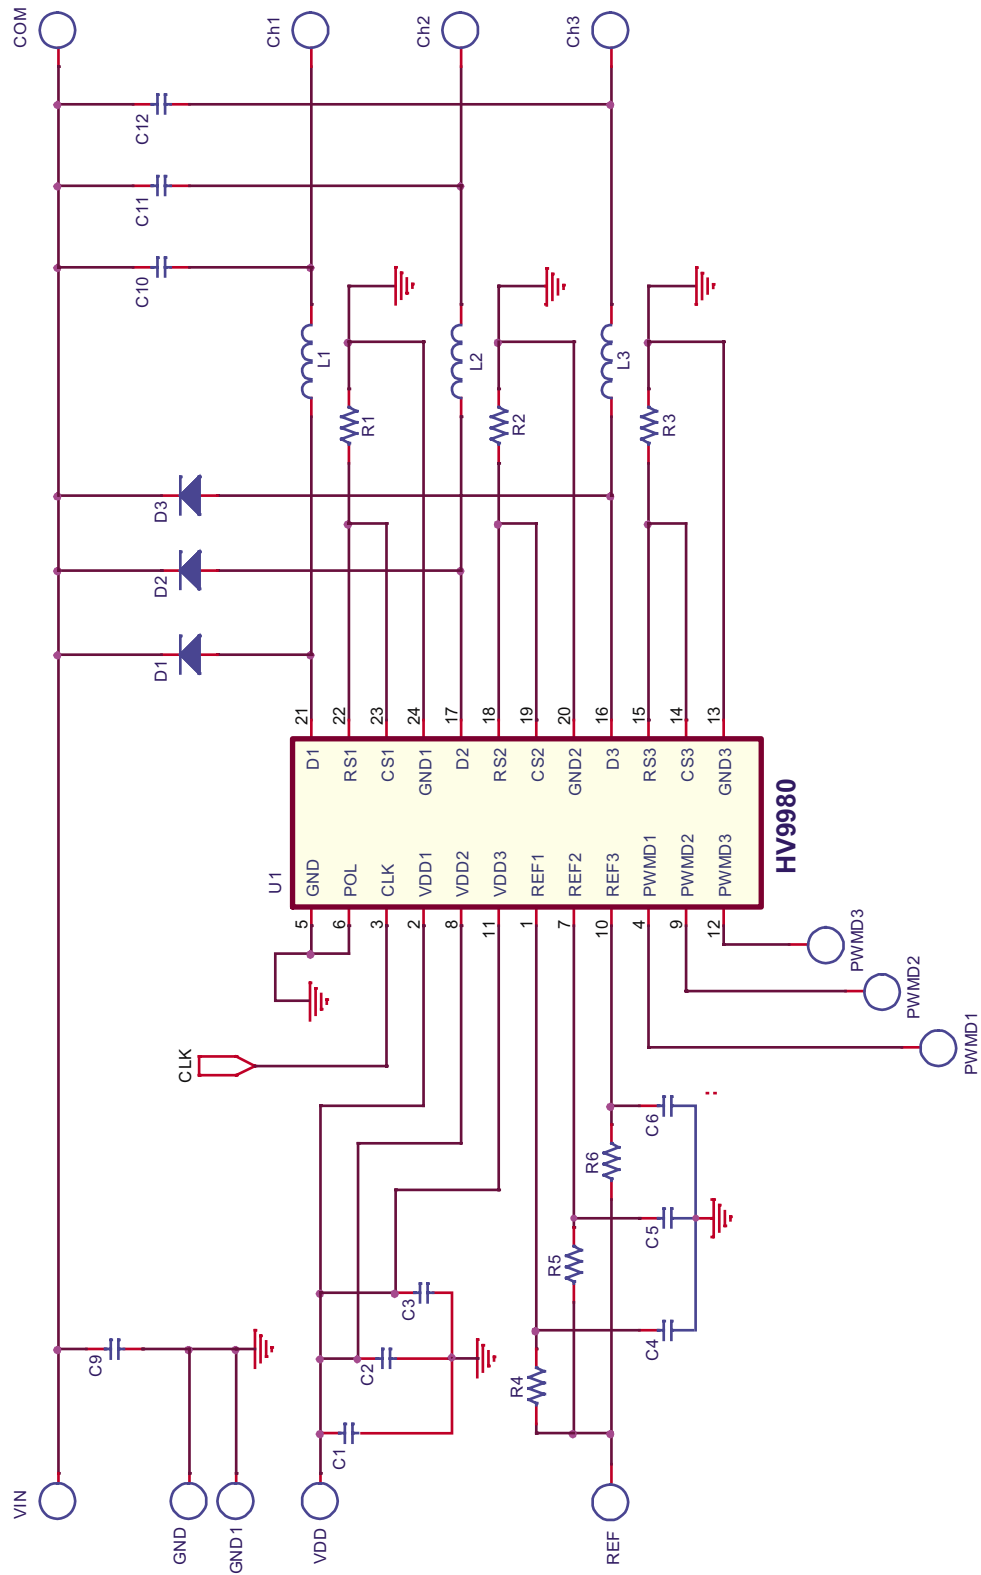 VIN
COM
C9
D1
D2
D3
C10
C11
C12
GND
GND1
Ch1
Ch2
Ch3
CLK
U1
HV9980
5
GND
6
POL
3
CLK
2
VDD1
8
VDD2
11
VDD3
1
REF1
7
REF2
10
REF3
4
PWMD1
9
PWMD2
12
PWMD3
D1
21
RS1
22
CS1
23
GND1
24
D2
17
RS2
18
CS2
19
GND2
20
D3
16
RS3
15
CS3
14
GND3
13
L1
R1
L2
R2
L3
R3
VDD
C1
C2
C3
REF
R4
R5
R6
C4
C5
C6
PWMD3
PWMD2
PWMD1